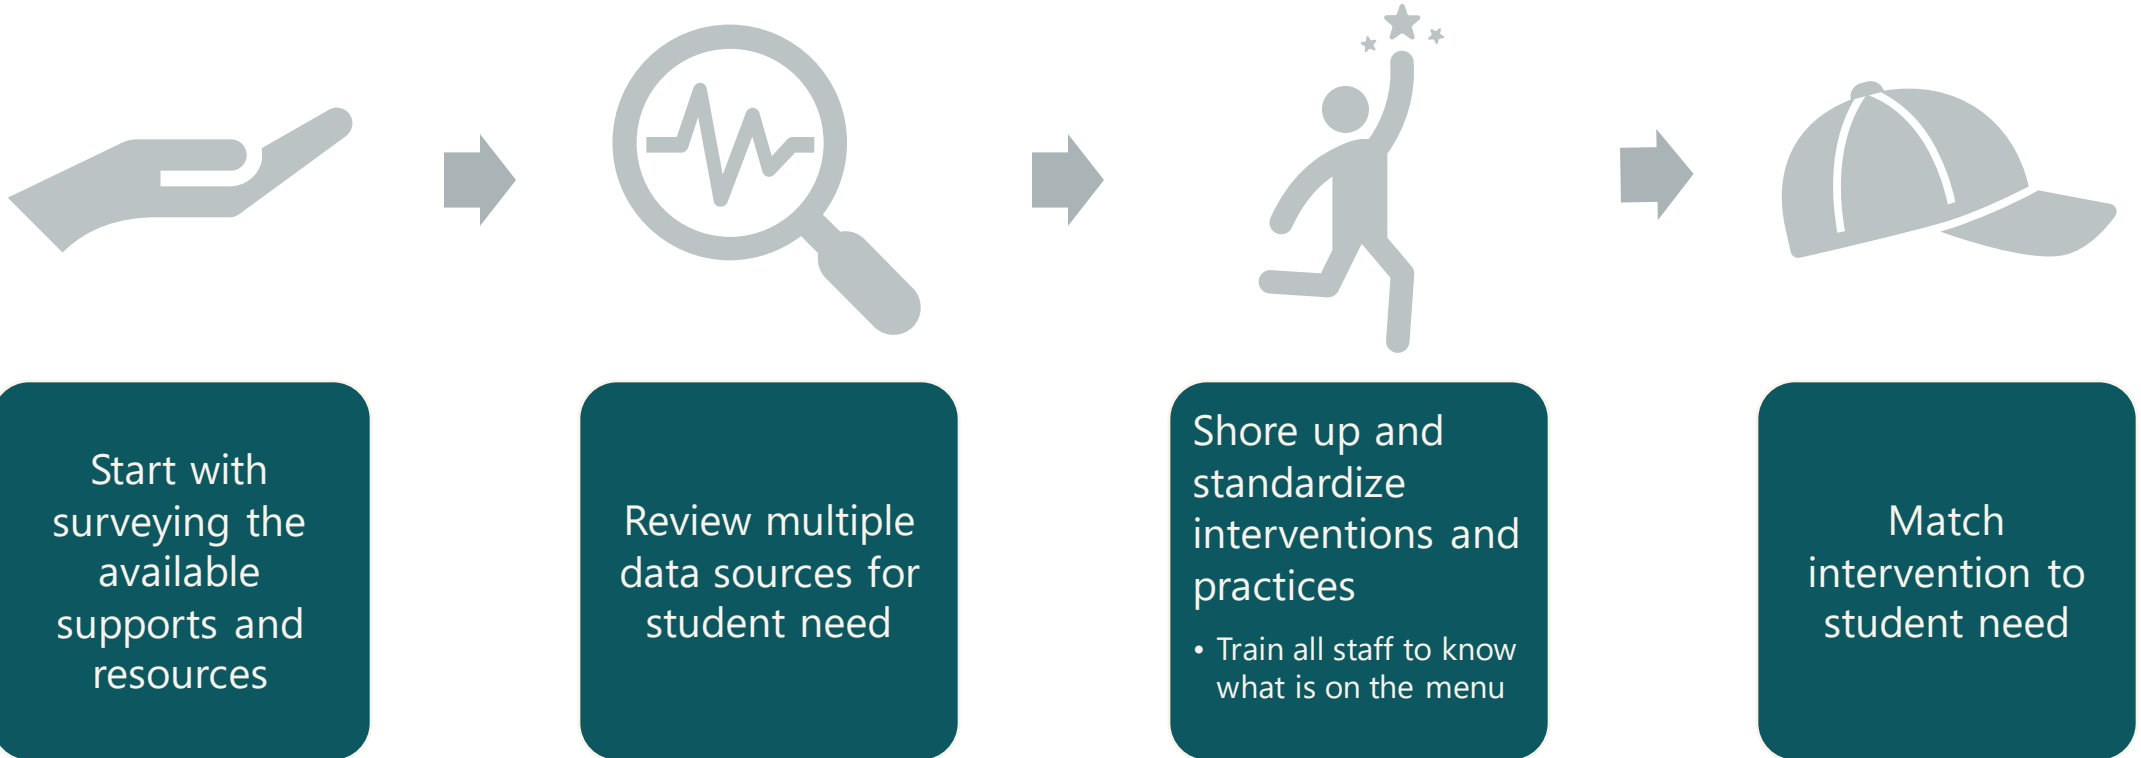 Start with
surveying the
available
supports and
resources
Review multiple
data sources for
student need
Shore up and
standardize
interventions and
practices
• Train all staff to know
what is on the menu
Match
intervention to
student need